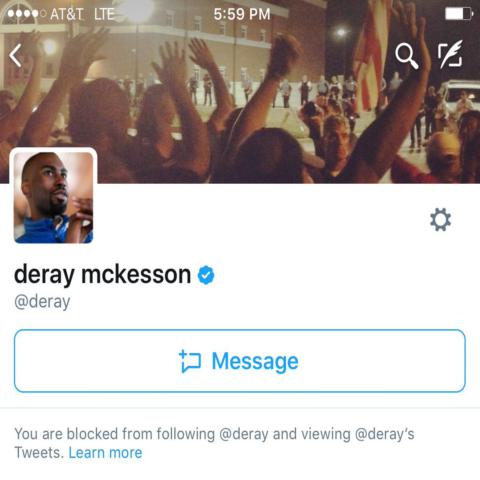 AT&T LTE 5:59 PM
deray mckesson
@deray
Message
You are blocked from following @deray and viewing @deray's
Tweets. Learn more